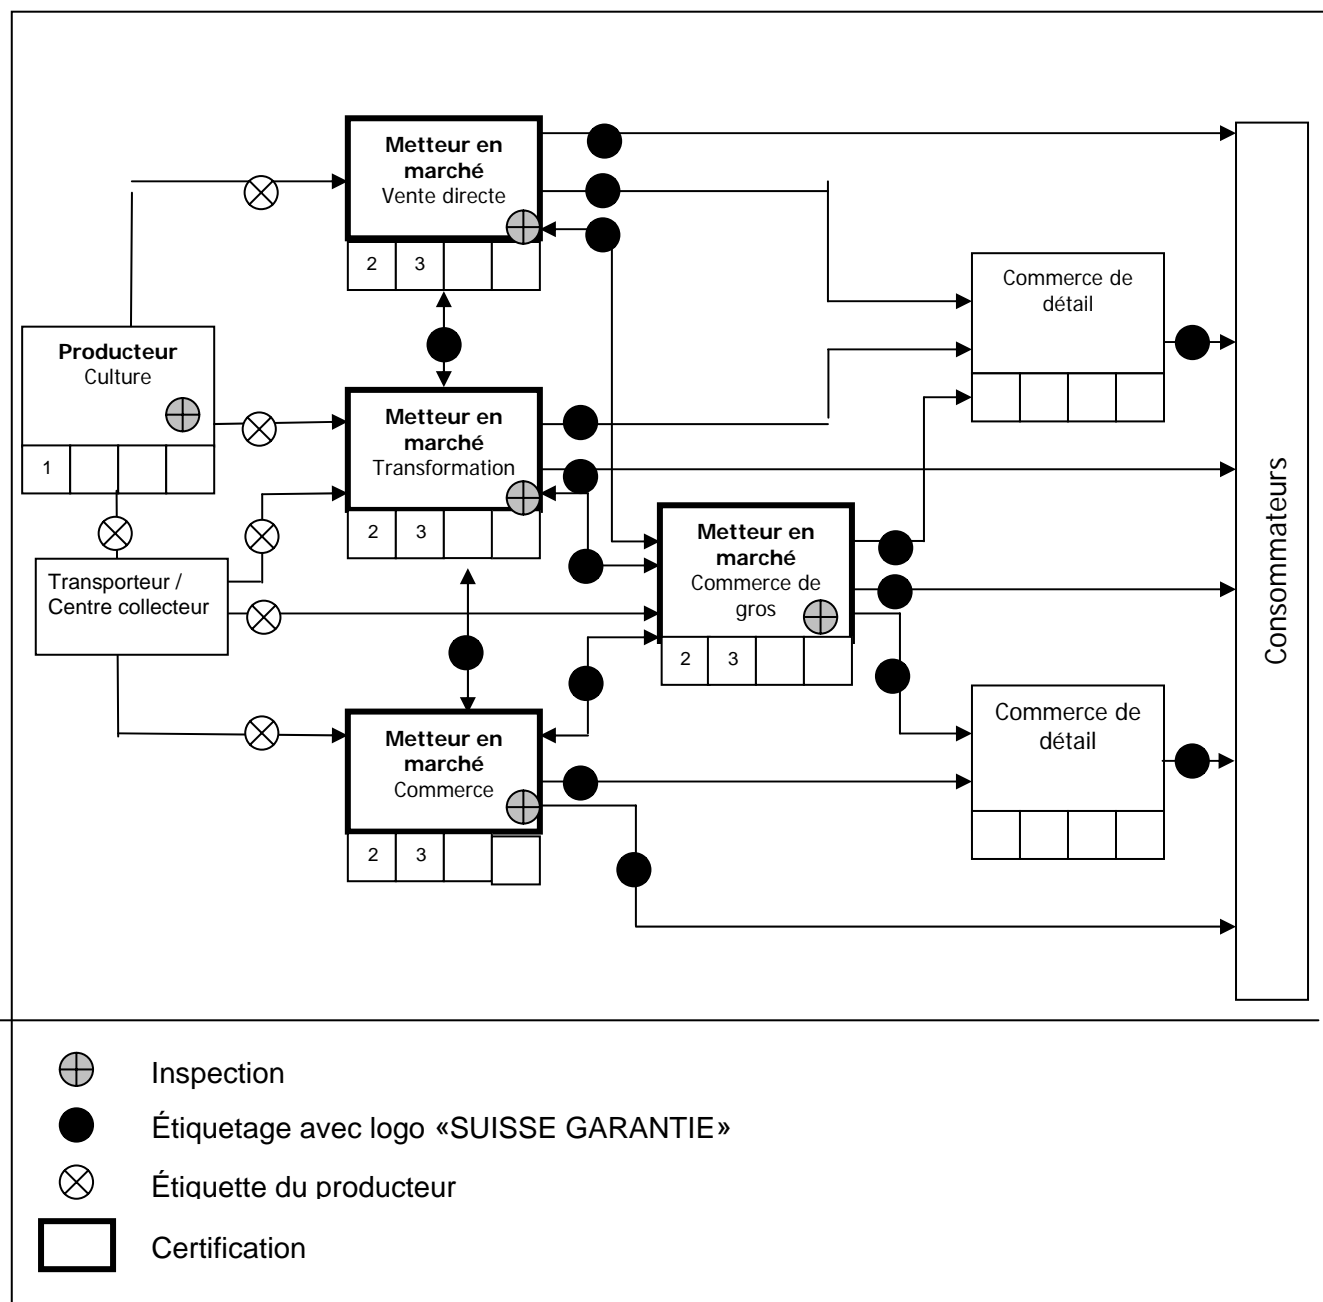 Metteur en
marché
Vente directe
2 3
Producteur
Culture
1
Commerce de
détail
Metteur en
marché
Transformation
2 3
Transporteur /
Centre collecteur
Metteur en
marché
Commerce de
gros
2 3
Metteur en
marché
Commerce
2 3
Commerce de
détail
Consommateurs
Inspection
Étiquetage avec logo «SUISSE GARANTIE»
Étiquette du producteur
Certification